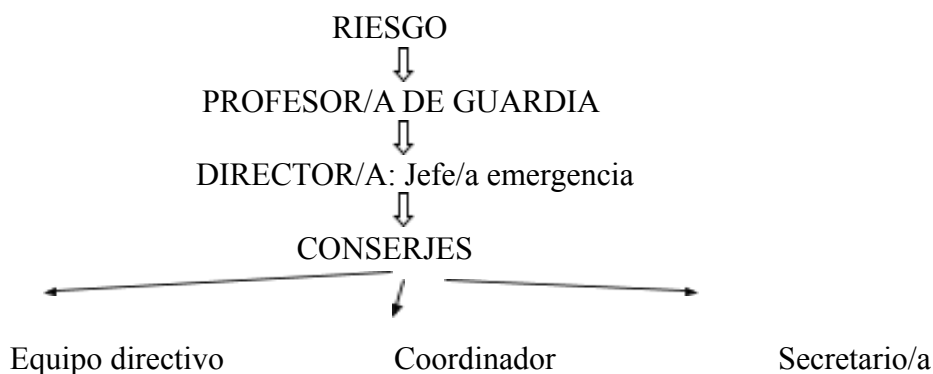 RIESGO
PROFESOR/A DE GUARDIA
DIRECTOR/A: Jefe/a emergencia
CONSERJES
Equipo directivo Coordinador Secretario/a